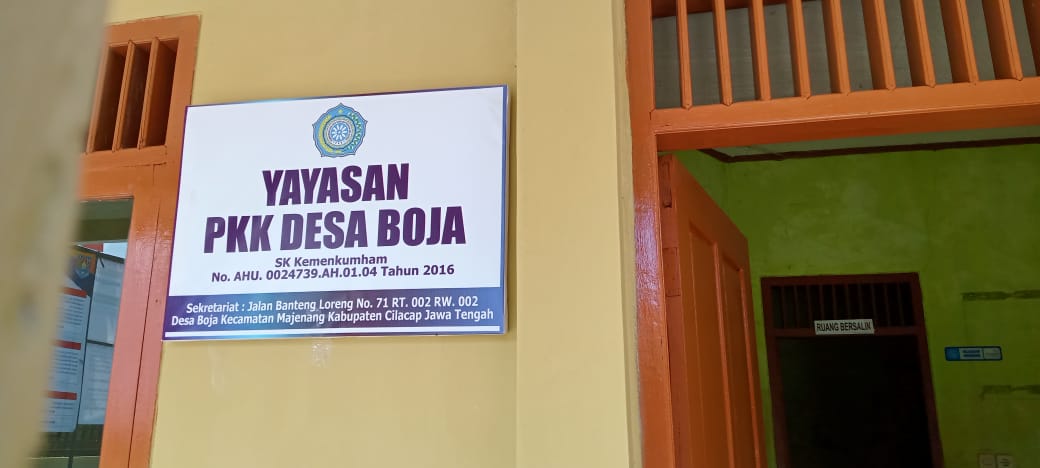 YAYASAN
PKK DESA BOJA
SK Kemenkumham
No. AHU. 0024739.AH.01.04 Tahun 2016
Sekretariat : Jalan Banteng Loreng No. 71 RT. 002 RW. 002
Desa Boja Kecamatan Majenang Kabupaten Cilacap Jawa Tengah
RUANG BERSALIN